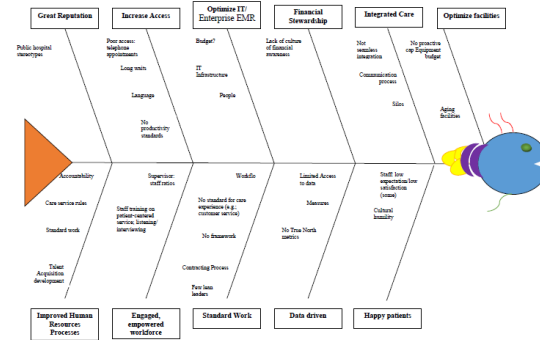 Great Reputation
Increase Access
Optimize IT/
Enterprise EMR
Financial
Stewardship
Integrated Care
Optimize facilities
Public hospital
stereotypes
Poor access:
telephone
appointments
Long waits
Language
No
productivity
standards
Budget?
IT
Infrastructure
People
Lack of culture
of financial
awareness
Not
seamless
integration
Communication
process
Silos
No proactive
cap Equipment
budget
Aging
facilities
Accountability
Care service rules
Standard work
Talent
Acquisition
development
Supervisor:
staff ratios
Staff training on
patient-centered
service; listening/
interviewing
Workflo
No standard for care
experience (e.g.;
customer service)
No framework
Contracting Process
Few lean
leaders
Limited Access
to data
Measures
No True North
metrics
Staff: low
expectation/low
satisfaction
(some)
Cultural
humility
Improved Human
Resources
Processes
Engaged,
empowered
workforce
Standard Work
Data driven
Happy patients